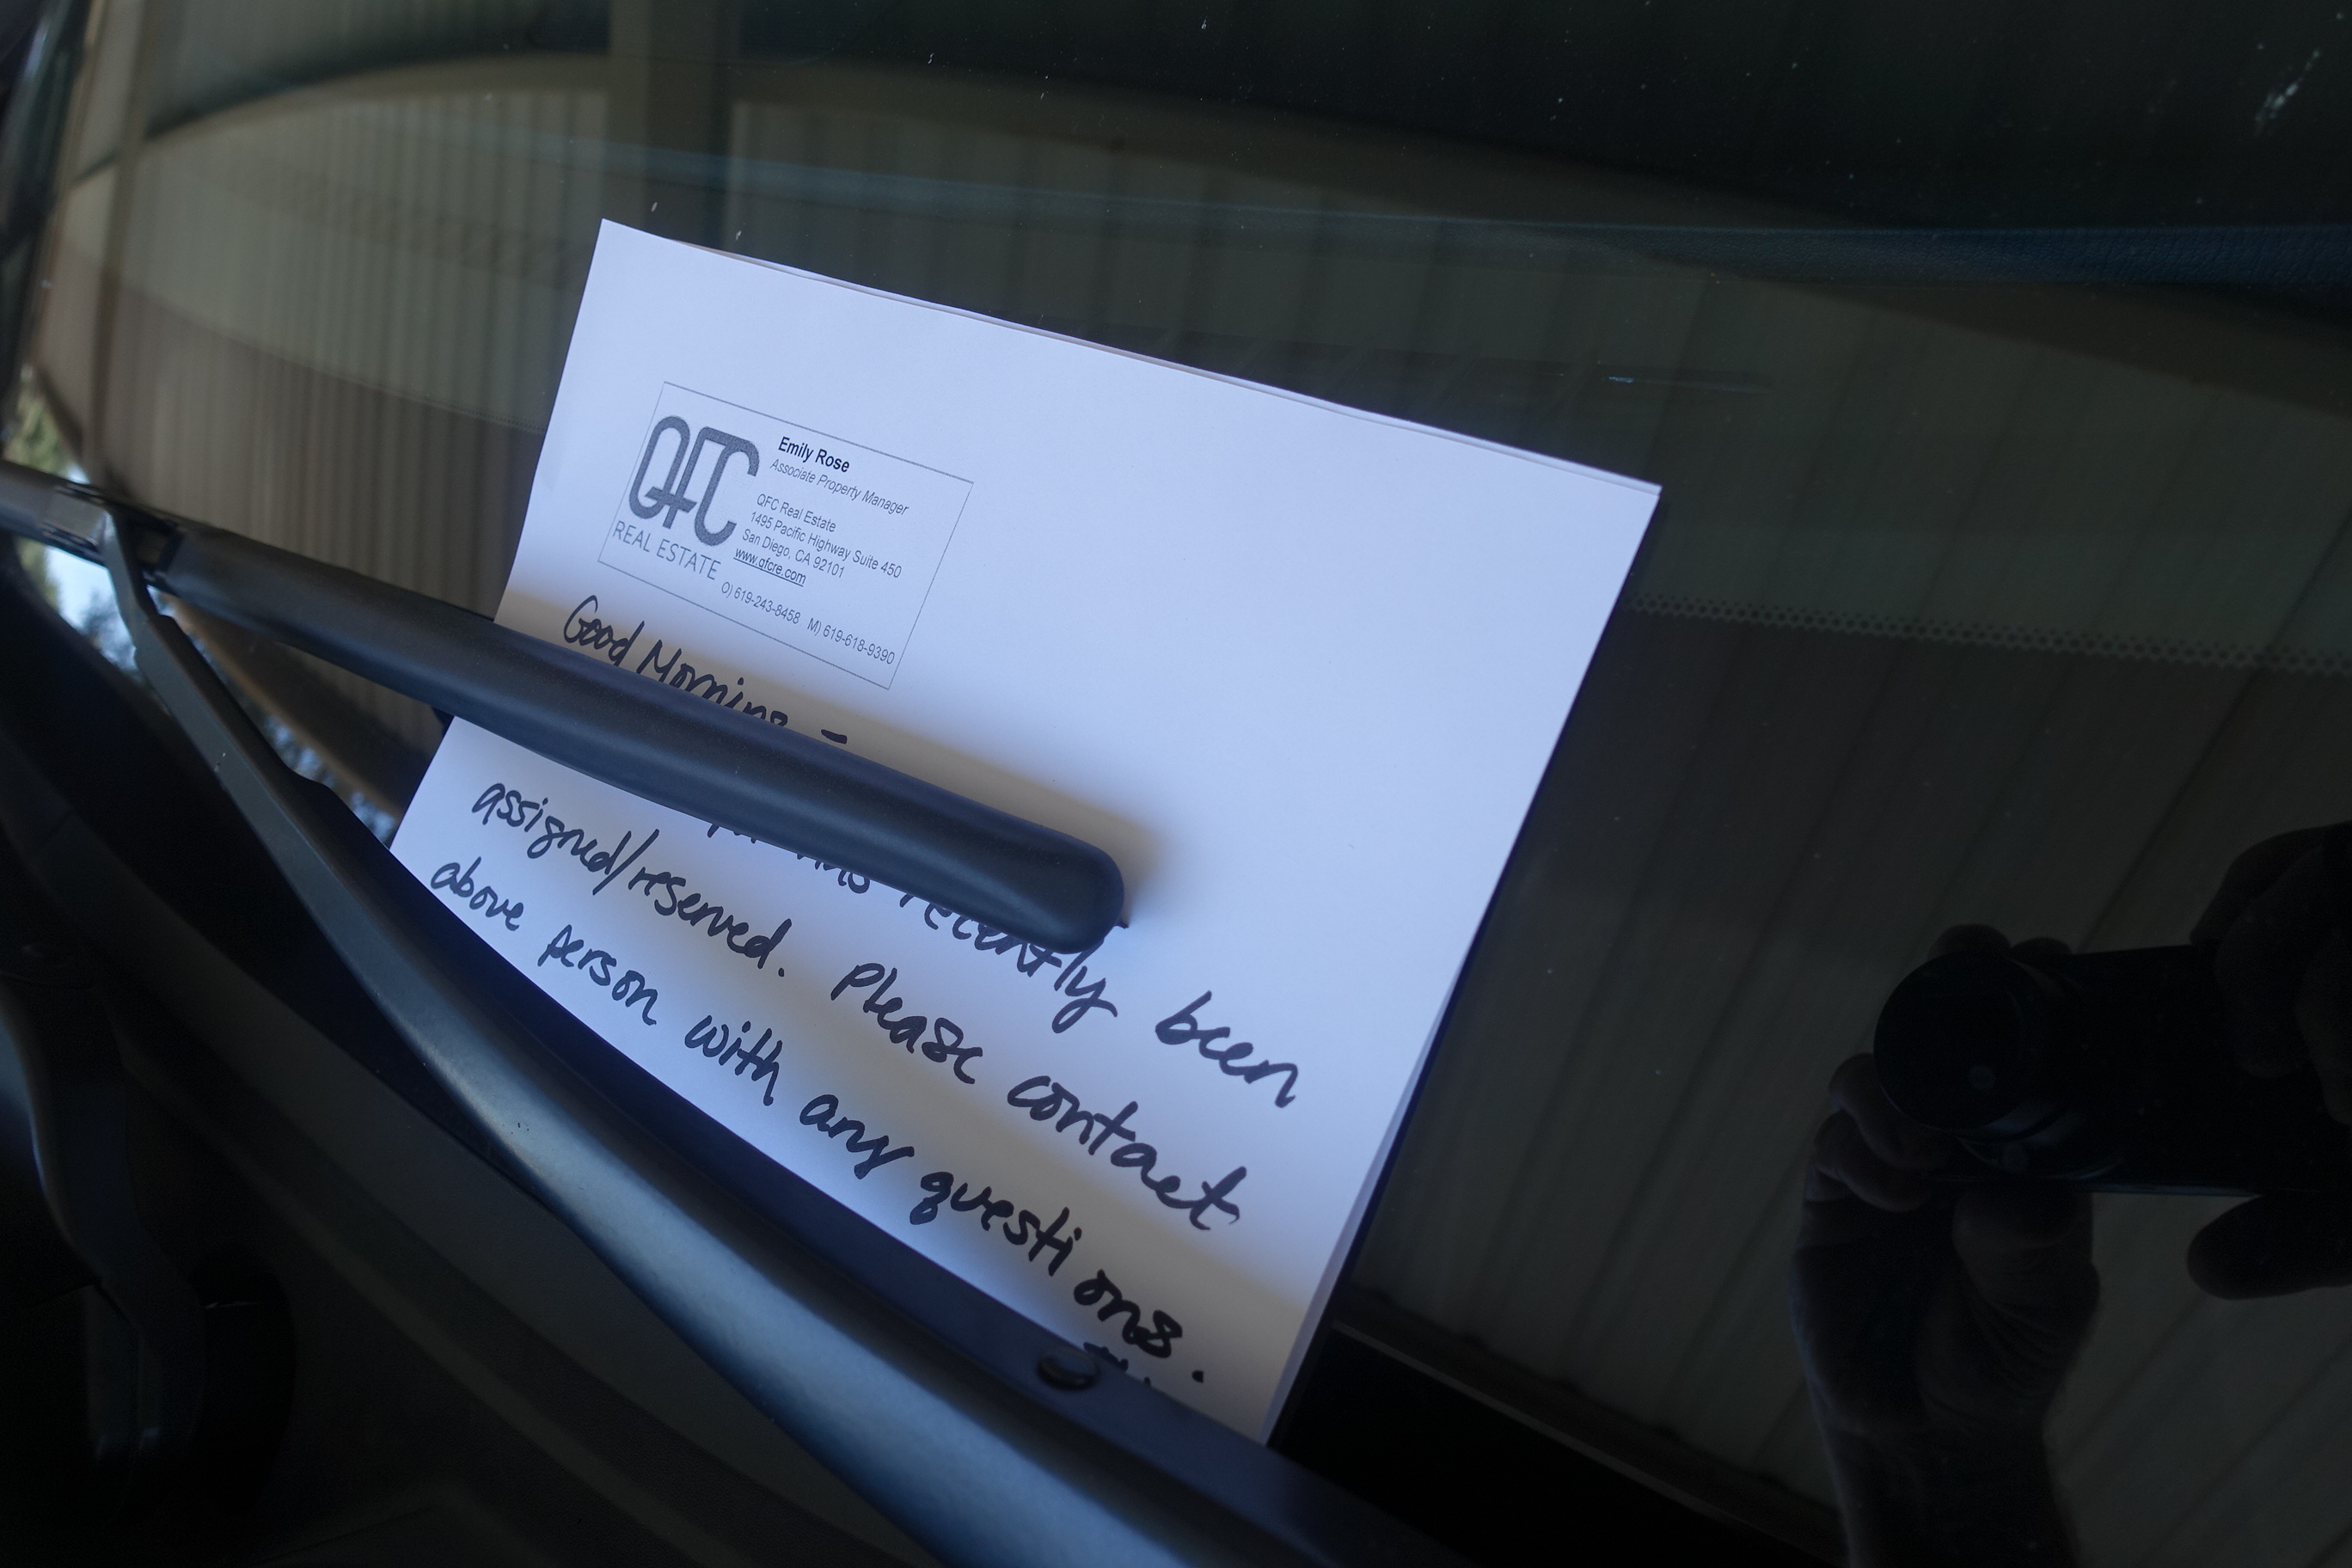 QFC
REAL ESTATE
Emily Rose
Associate Property Manager
QFC Real Estate
1495 Pacific Highway Suite 450
San Diego, CA 92101
www.qfcre.com
O) 619-243-8458 M) 619-618-9390
Good Morning -
has recently been
assigned/reserved. Please contact
above person with any questions.